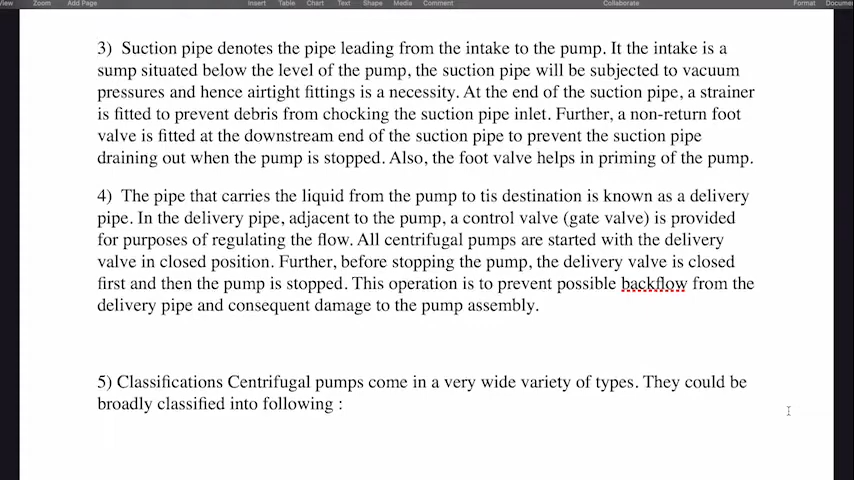 View Zoom Add Page Insert Table Chart Text Shape Media Comment Collaborate Format Documen
3) Suction pipe denotes the pipe leading from the intake to the pump. It the intake is a
sump situated below the level of the pump, the suction pipe will be subjected to vacuum
pressures and hence airtight fittings is a necessity. At the end of the suction pipe, a strainer
is fitted to prevent debris from chocking the suction pipe inlet. Further, a non-return foot
valve is fitted at the downstream end of the suction pipe to prevent the suction pipe
draining out when the pump is stopped. Also, the foot valve helps in priming of the pump.
4) The pipe that carries the liquid from the pump to tis destination is known as a delivery
pipe. In the delivery pipe, adjacent to the pump, a control valve (gate valve) is provided
for purposes of regulating the flow. All centrifugal pumps are started with the delivery
valve in closed position. Further, before stopping the pump, the delivery valve is closed
first and then the pump is stopped. This operation is to prevent possible backflow from the
delivery pipe and consequent damage to the pump assembly.
5) Classifications Centrifugal pumps come in a very wide variety of types. They could be
broadly classified into following :